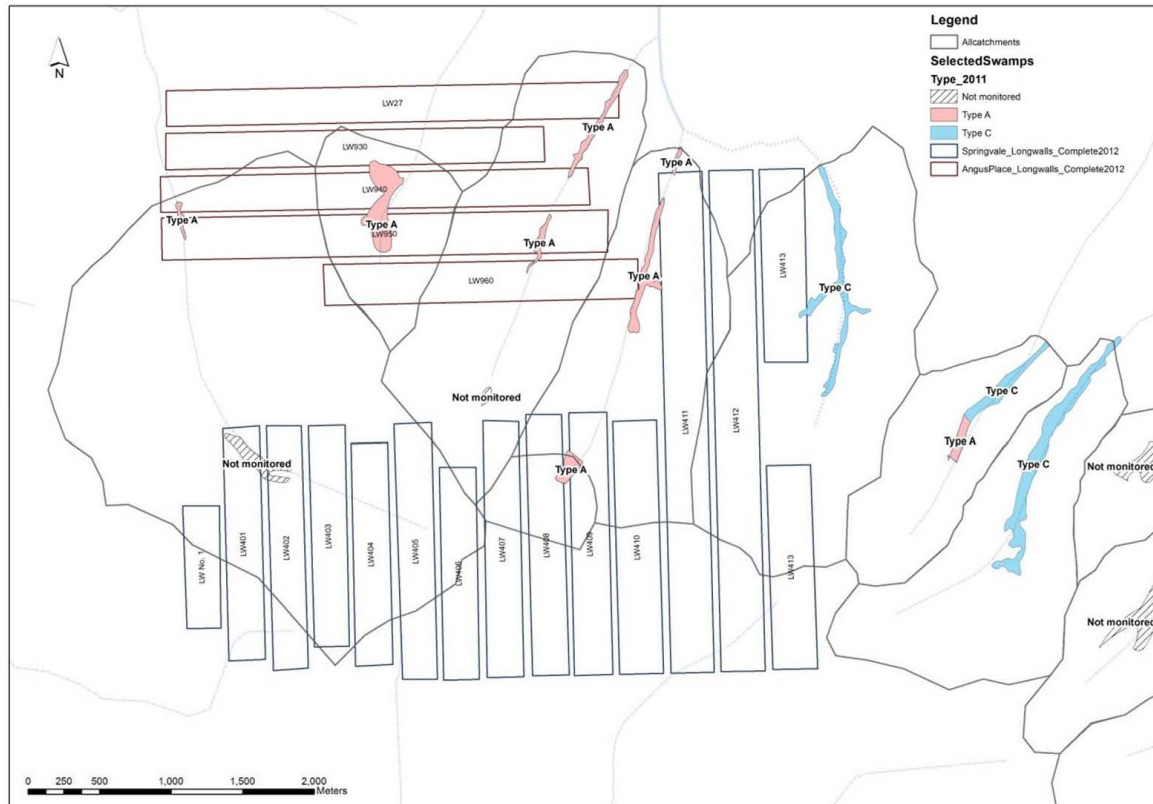 Legend
Allcatchments
SelectedSwamps
Type_2011
Not monitored
Type A
Type C
Springvale_Longwalls_Complete2012
AngusPlace_Longwalls_Complete2012
N
LW27
Type A
LW930
Type A
LW940
Type A
Type A
LW950
Type A
LW413
Type A
LW960
Type C
Not monitored
Type C
LW411
LW412
Type A
Not monitored
Type A
Type C
Not monitored
LW No. 1
LW401
LW402
LW403
LW404
LW405
LW406
LW407
LW408
LW409
LW410
LW413
Not monitored
0 250 500 1,000 1,500 2,000
Meters